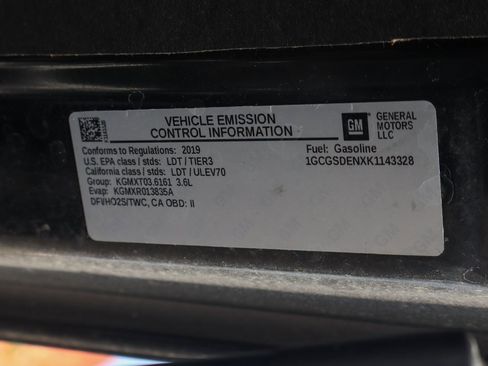 VEHICLE EMISSION
CONTROL INFORMATION
GM
GENERAL
MOTORS
LLC
Conforms to Regulations: 2019
Fuel: Gasoline
U.S. EPA class / stds: LDT / TIER3
1GCGSDENXK1143328
California class / stds: LDT / ULEV70
Group: KGMXT03.6161 3.6L
Evap: KGMXR0133835A
DFI/HO2S/TWC, CA OBD: II